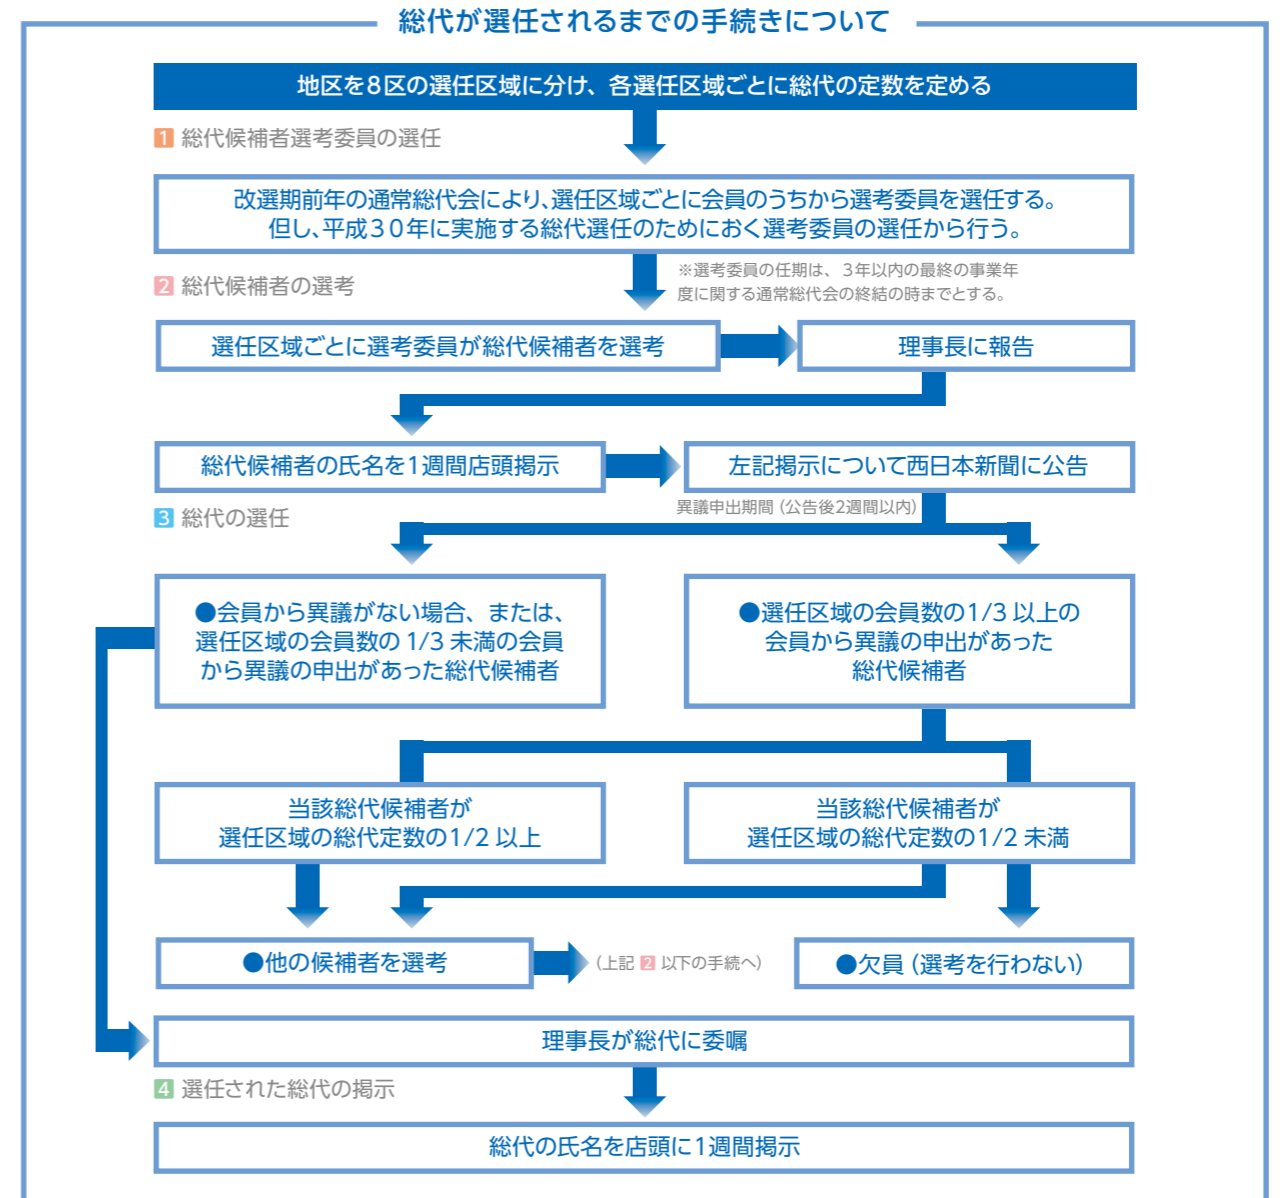 総代が選任されるまでの手続きについて
地区を8区の選任区域に分け、各選任区域ごとに総代の定数を定める
1 総代候補者選考委員の選任
改選期前年の通常総代会により、選任区域ごとに会員のうちから選考委員を選任する。
但し、平成30年に実施する総代選任のためにおく選考委員の選任から行う。
2 総代候補者の選考
※選考委員の任期は、3年以内の最終の事業年
度に関する通常総代会の終結の時までとする。
選任区域ごとに選考委員が総代候補者を選考
理事長に報告
総代候補者の氏名を1週間店頭掲示
左記掲示について西日本新聞に公告
異議申出期間(公告後2週間以内)
3 総代の選任
●会員から異議がない場合、または、
選任区域の会員数の1/3未満の会員
から異議の申出があった総代候補者
●選任区域の会員数の1/3以上の
会員から異議の申出があった
総代候補者
当該総代候補者が
選任区域の総代定数の1/2以上
当該総代候補者が
選任区域の総代定数の1/2未満
●他の候補者を選考
(上記 2 以下の手続へ)
●欠員(選考を行わない)
理事長が総代に委嘱
4 選任された総代の掲示
総代の氏名を店頭に1週間掲示